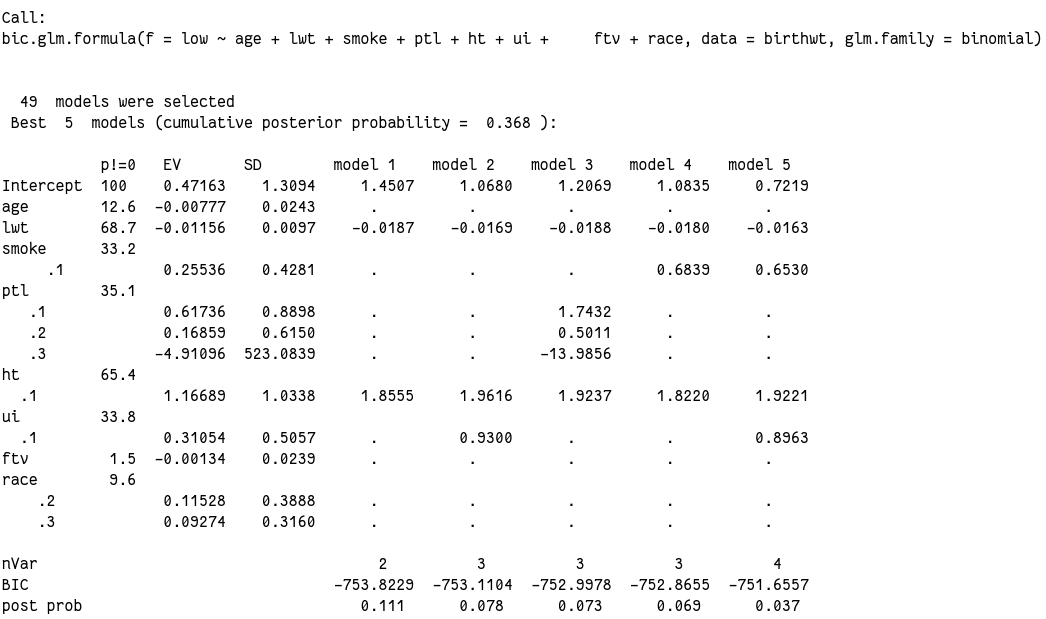 Call:
bic.glm.formula(f = low ~ age + lwt + smoke + ptl + ht + ui +     ftv + race, data = birthwt, glm.family = binomial)
  49  models were selected
 Best  5  models (cumulative posterior probability =  0.368 ):
           p!=0   EV       SD        model 1    model 2    model 3    model 4    model 5
Intercept  100    0.47163    1.3094     1.4507     1.0680     1.2069     1.0835     0.7219
age        12.6  -0.00777    0.0243      .          .          .          .          .
lwt        68.7  -0.01156    0.0097    -0.0187    -0.0169    -0.0188    -0.0180    -0.0163
smoke      33.2
     .1           0.25536    0.4281      .          .          .        0.6839     0.6530
ptl        35.1
   .1             0.61736    0.8898      .          .        1.7432      .          .
   .2             0.16859    0.6150      .          .        0.5011      .          .
   .3            -4.91096  523.0839      .          .      -13.9856      .          .
ht         65.4
  .1              1.16689    1.0338     1.8555     1.9616     1.9237     1.8220     1.9221
ui         33.8
  .1              0.31054    0.5057      .        0.9300      .          .        0.8963
ftv         1.5  -0.00134    0.0239      .          .          .          .          .
race        9.6
    .2            0.11528    0.3888      .          .          .          .          .
    .3            0.09274    0.3160      .          .          .          .          .
nVar                                     2          3          3          3          4
BIC                                  -753.8229  -753.1104  -752.9978  -752.8655  -751.6557
post prob                               0.111      0.078      0.073      0.069      0.037